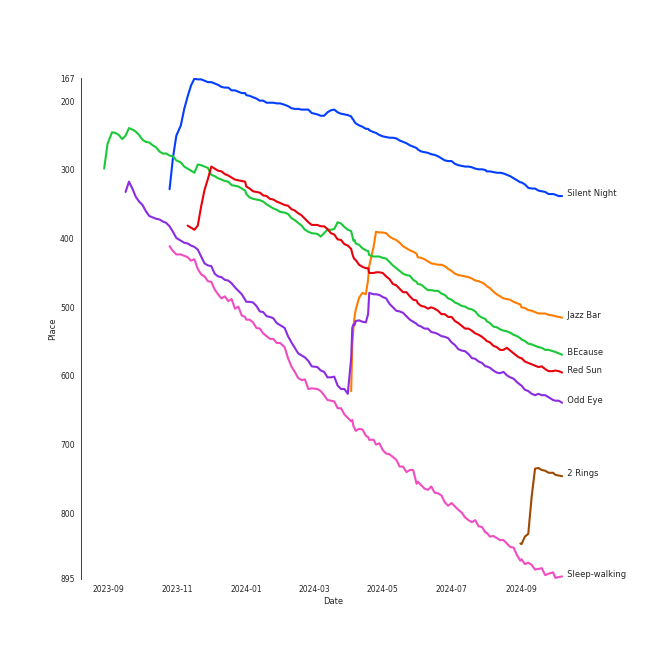 167
200
300
400
500
600
700
800
895
Place
2023-09
2023-11
2024-01
2024-03
2024-05
2024-07
2024-09
Date
Silent Night
Jazz Bar
BEcause
Red Sun
Odd Eye
2 Rings
Sleep-walking